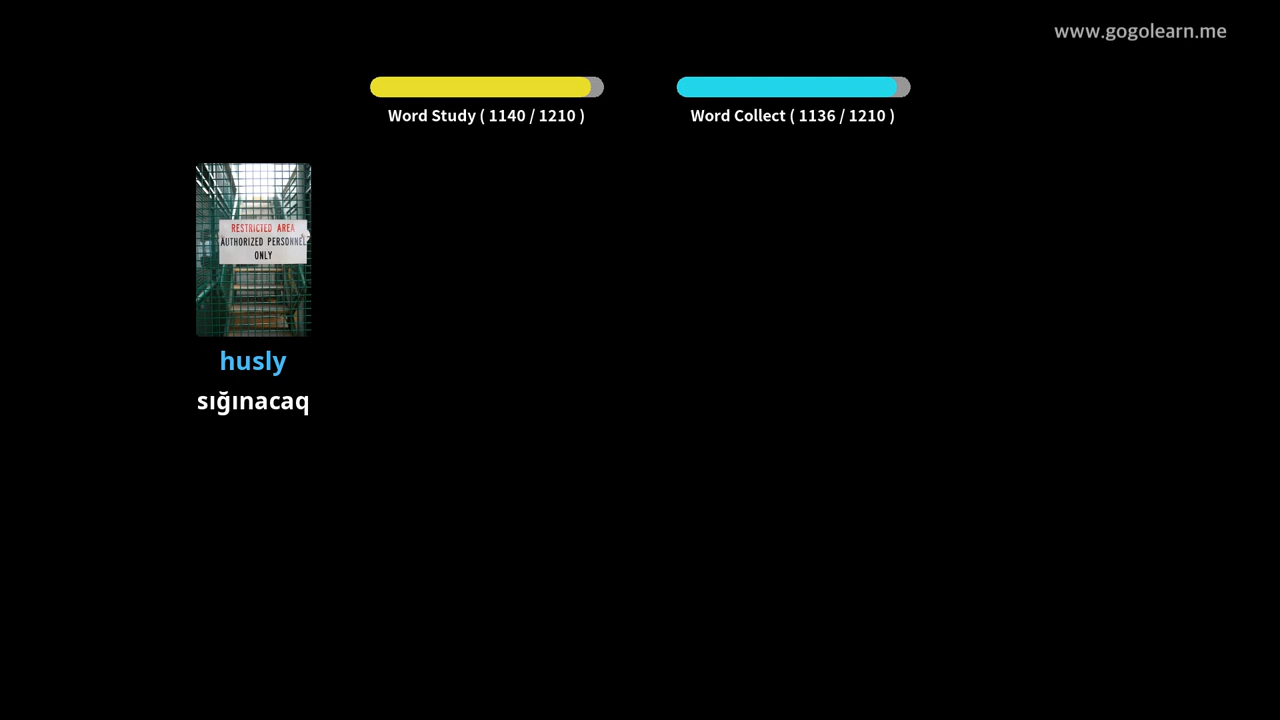 www.gogolearn.me
Word Study ( 1140 / 1210 )
Word Collect ( 1136 / 1210 )
RESTRICTED AREA
AUTHORIZED PERSONNEL
ONLY
husly
sığınacaq